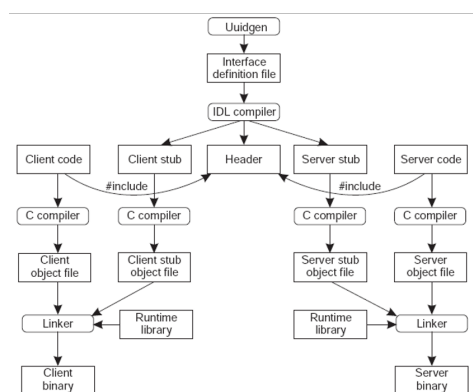 Uuidgen
Interface
definition file
IDL compiler
Client code
Client stub
Header
Server stub
Server code
#include
#include
C compiler
C compiler
C compiler
C compiler
Client
object file
Client stub
object file
Server stub
object file
Server
object file
Linker
Runtime
library
Runtime
library
Linker
Client
binary
Server
binary